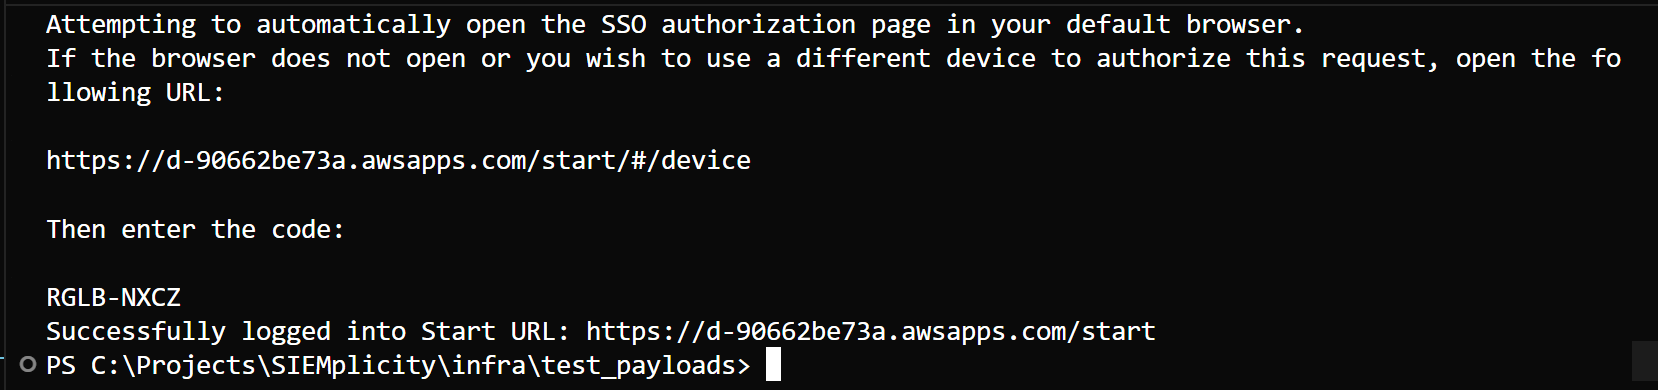 Attempting to automatically open the SSO authorization page in your default browser.
If the browser does not open or you wish to use a different device to authorize this request, open the fo
llowing URL:
https://d-90662be73a.awsapps.com/start/#/device
Then enter the code:
RGLB-NXCZ
Successfully logged into Start URL: https://d-90662be73a.awsapps.com/start
PS C:\Projects\SIEMplicity\infra\test_payloads>